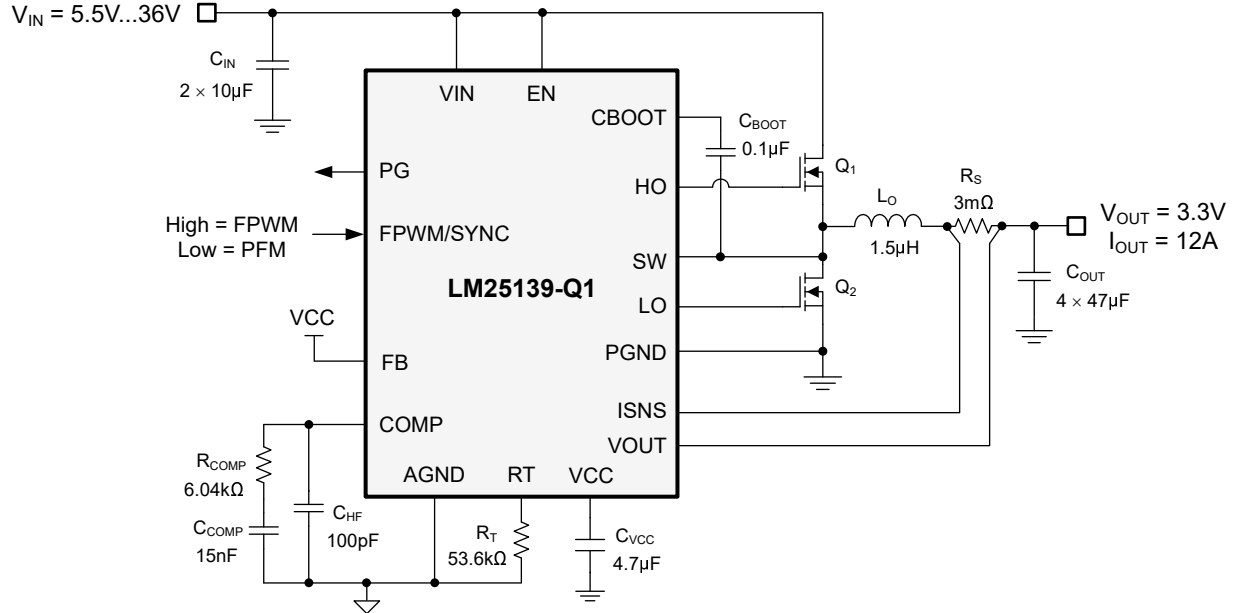 V_IN = 5.5V...36V
C_IN
2 × 10µF
VIN
EN
CBOOT
C_BOOT
0.1µF
PG
HO
Q_1
R_S
3mΩ
L_O
1.5µH
V_OUT = 3.3V
I_OUT = 12A
High = FPWM
Low = PFM
FPWM/SYNC
SW
LM25139-Q1
LO
Q_2
C_OUT
4 × 47µF
VCC
FB
PGND
COMP
ISNS
VOUT
R_COMP
6.04kΩ
AGND
RT
VCC
C_COMP
15nF
C_HF
100pF
R_T
53.6kΩ
C_VCC
4.7µF